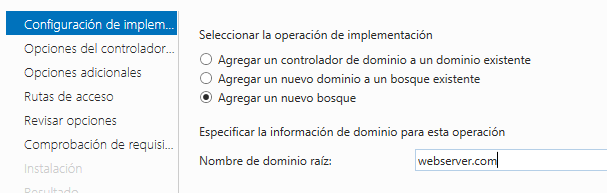 Configuración de implem...
Opciones del controlador...
Opciones adicionales
Rutas de acceso
Revisar opciones
Comprobación de requisi...
Instalación
Resultado
Seleccionar la operación de implementación
Agregar un controlador de dominio a un dominio existente
Agregar un nuevo dominio a un bosque existente
Agregar un nuevo bosque
Especificar la información de dominio para esta operación
Nombre de dominio raíz:
webserver.com